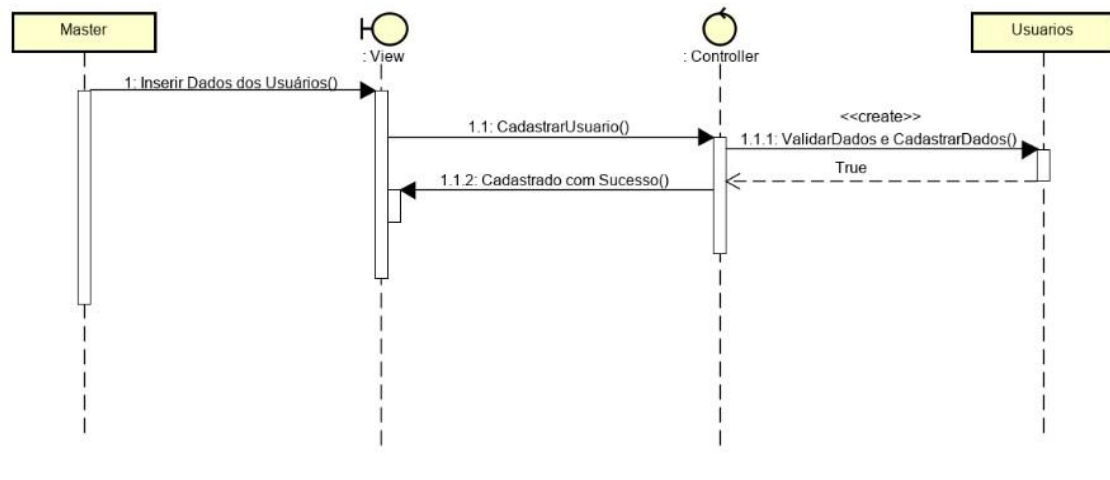 Master
: View
: Controller
Usuarios
1: Inserir Dados dos Usuários()
1.1: CadastrarUsuario()
<<create>>
1.1.1: ValidarDados e CadastrarDados()
True
1.1.2: Cadastrado com Sucesso()